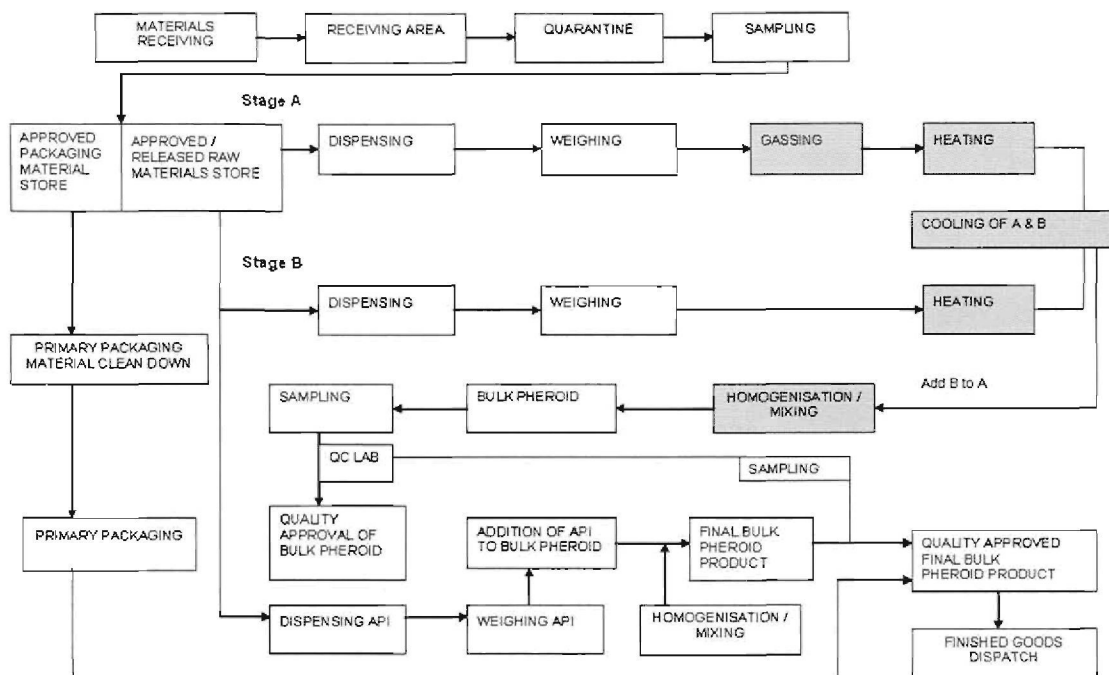 MATERIALS
RECEIVING
RECEIVING AREA
QUARANTINE
SAMPLING
Stage A
APPROVED
PACKAGING
MATERIAL
STORE
APPROVED /
RELEASED RAW
MATERIALS STORE
DISPENSING
WEIGHING
GASSING
HEATING
COOLING OF A & B
Stage B
DISPENSING
WEIGHING
HEATING
PRIMARY PACKAGING
MATERIAL CLEAN DOWN
Add B to A
SAMPLING
BULK PHEROID
HOMOGENISATION /
MIXING
QC LAB
SAMPLING
PRIMARY PACKAGING
QUALITY
APPROVAL OF
BULK PHEROID
ADDITION OF API
TO BULK PHEROID
FINAL BULK
PHEROID
PRODUCT
QUALITY APPROVED
FINAL BULK
PHEROID PRODUCT
DISPENSING API
WEIGHING API
HOMOGENISATION /
MIXING
FINISHED GOODS
DISPATCH